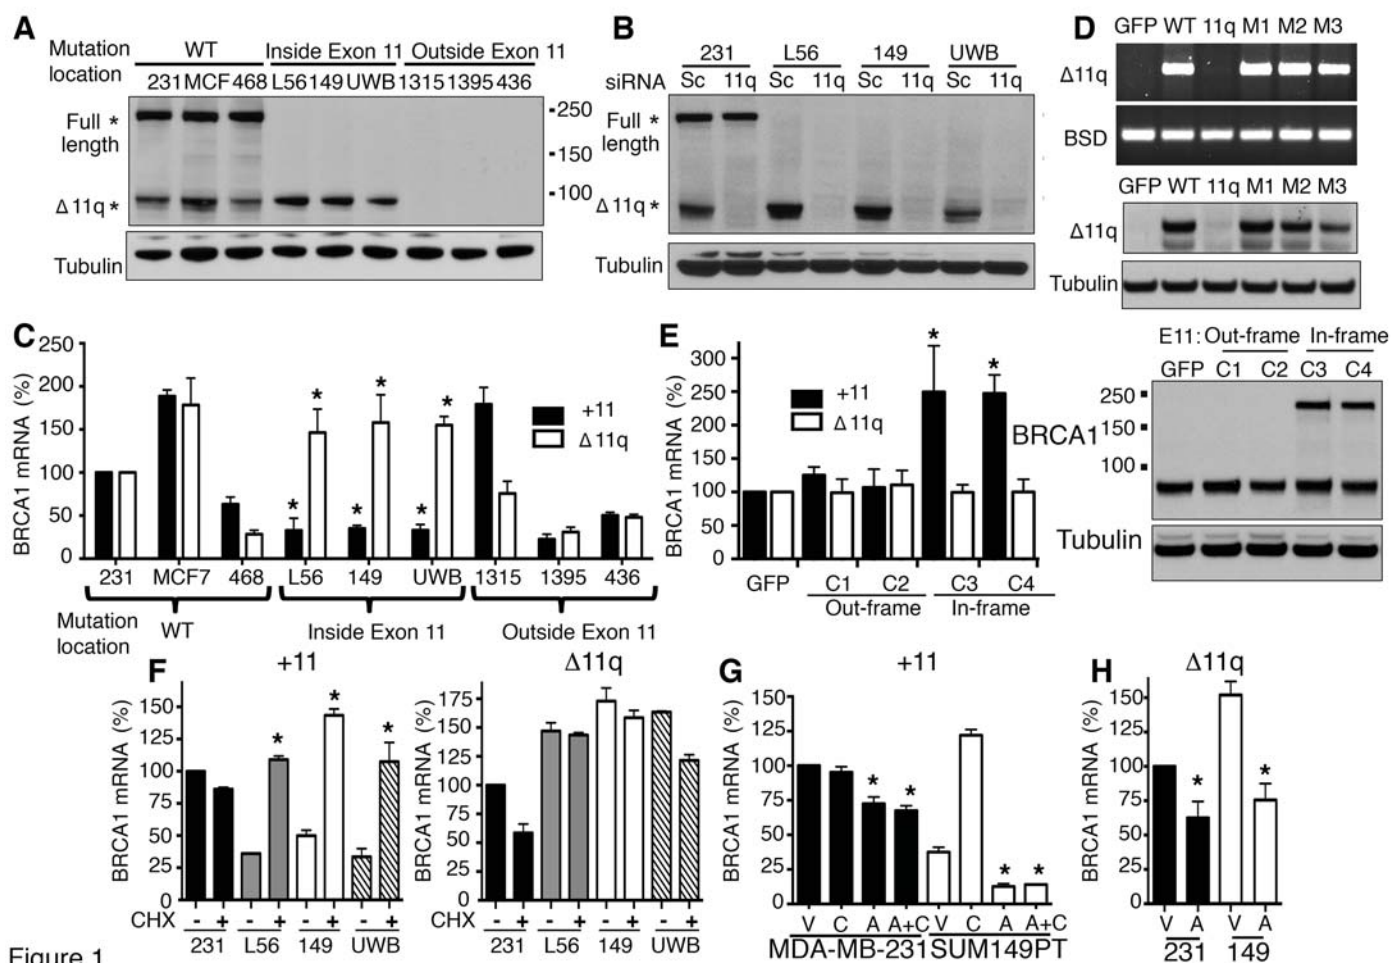 A
Mutation location
WT
Inside Exon 11
Outside Exon 11
231 MCF 468 L56 149 UWB 1315 1395 436
Full * length
Δ11q *
Tubulin
250
150
100
B
231 L56 149 UWB
siRNA Sc 11q Sc 11q Sc 11q Sc 11q
Full * length
Δ11q *
Tubulin
D
GFP WT 11q M1 M2 M3
Δ11q
BSD
GFP WT 11q M1 M2 M3
Δ11q
Tubulin
C
BRCA1 mRNA (%)
250
200
150
100
50
0
+11
Δ11q
* * * * * *
231 MCF7 468 L56 149 UWB 1315 1395 436
Mutation location
WT
Inside Exon 11
Outside Exon 11
E
BRCA1 mRNA (%)
300
250
200
150
100
50
0
+11
Δ11q
* *
GFP C1 C2 C3 C4
Out-frame In-frame
E11: Out-frame In-frame
GFP C1 C2 C3 C4
BRCA1
250
150
100
Tubulin
F
+11
BRCA1 mRNA (%)
150
125
100
75
50
25
0
* * *
CHX - + - + - + - +
231 L56 149 UWB
Δ11q
BRCA1 mRNA (%)
175
150
125
100
75
50
25
0
CHX - + - + - + - +
231 L56 149 UWB
G
+11
BRCA1 mRNA (%)
150
125
100
75
50
25
0
* * * *
V C A A+C V C A A+C
MDA-MB-231 SUM149PT
H
Δ11q
BRCA1 mRNA (%)
150
125
100
75
50
25
0
* *
V A V A
231 149
Figure 1